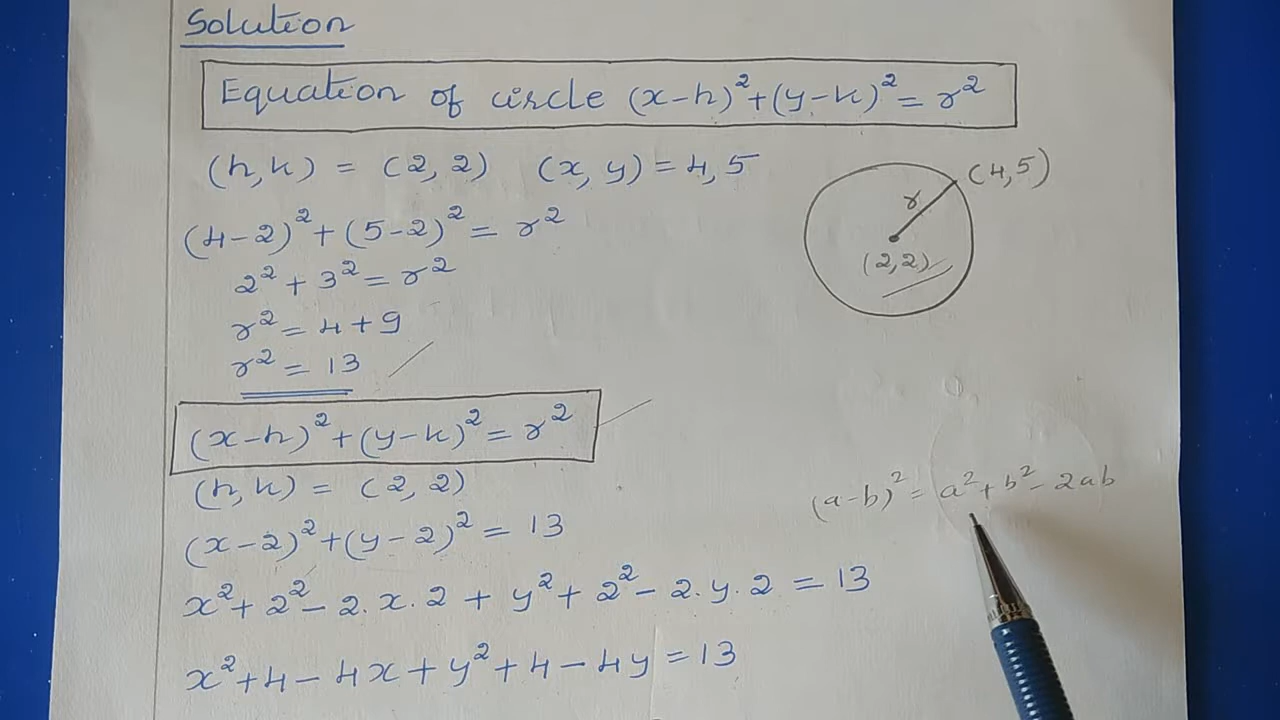 Solution
Equation of circle (x-h)²+(y-k)²= r²
(h,k) = (2,2) (x,y)=4,5
(4,5)
r
(4-2)²+(5-2)²= r²
(2,2)
2²+3²=r²
r²=4+9
r²=13
(x-h)²+(y-k)²=r²
(h,k) = (2,2)
(a-b)²=a²+b²-2ab
(x-2)²+(y-2)²=13
x²+2²-2.x.2+y²+2²-2.y.2=13
x²+4-4x+y²+4-4y=13